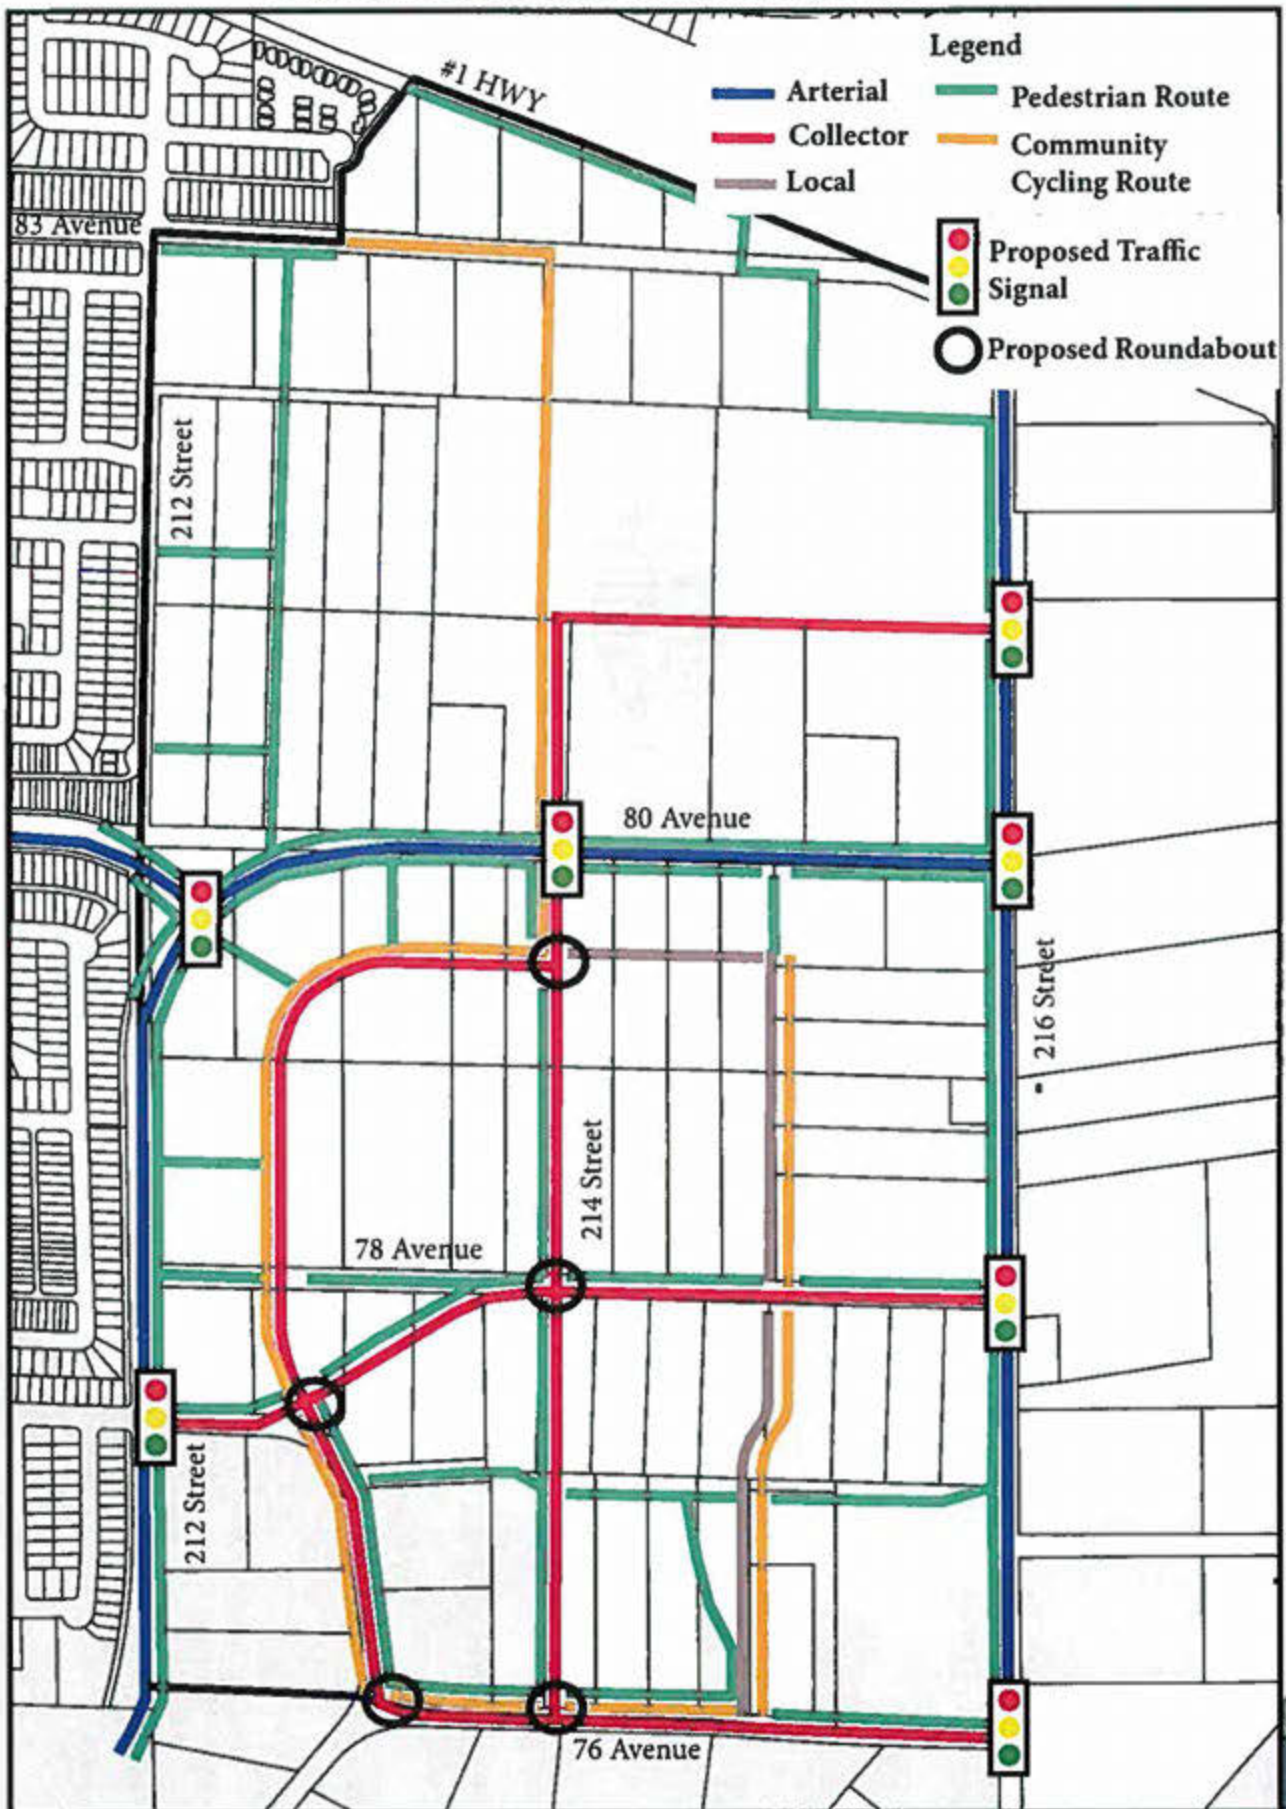 Legend
#1 HWY
Arterial
Pedestrian Route
Collector
Community
Cycling Route
Local
83 Avenue
Proposed Traffic
Signal
Proposed Roundabout
212 Street
80 Avenue
216 Street
214 Street
78 Avenue
212 Street
76 Avenue